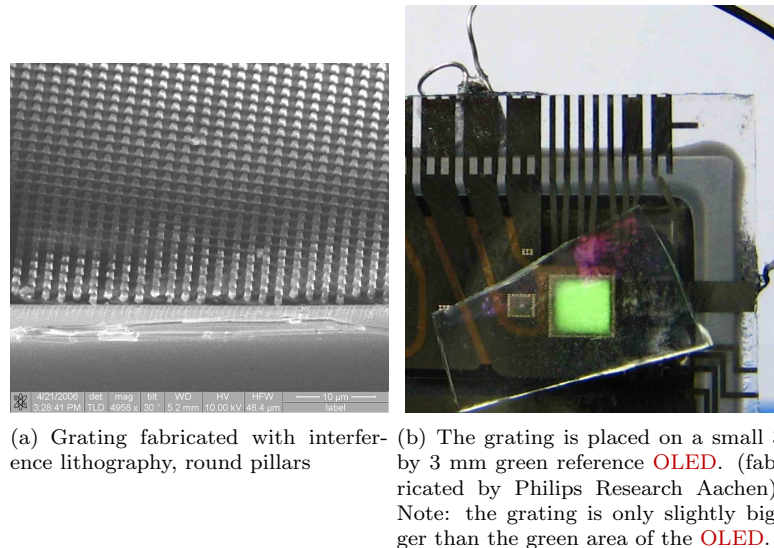 4/21/2006 det mag tilt WD HV HFW 10 µm
3:28:41 PM TLD 4958 x 30° 5.2 mm 10.00 kV 48.4 µm label
(a) Grating fabricated with interfer-
ence lithography, round pillars
(b) The grating is placed on a small 3
by 3 mm green reference OLED. (fab
ricated by Philips Research Aachen)
Note: the grating is only slightly big
ger than the green area of the OLED.